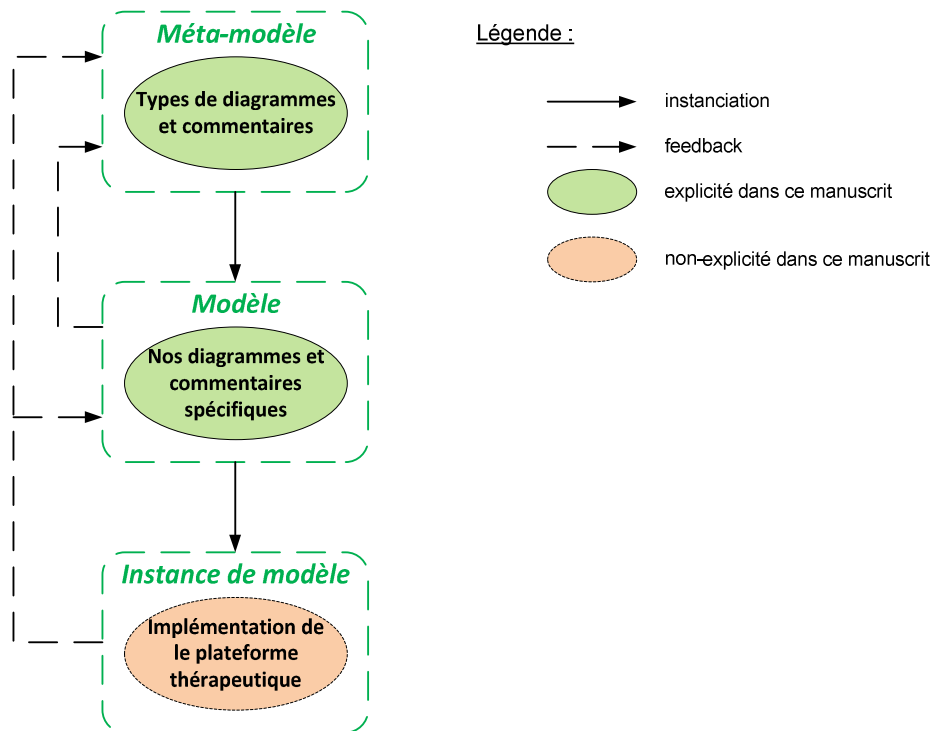 Méta-modèle
Types de diagrammes
et commentaires
Modèle
Nos diagrammes et
commentaires
spécifiques
Instance de modèle
Implémentation de
le plateforme
thérapeutique
Légende :
instanciation
feedback
explicité dans ce manuscrit
non-explicité dans ce manuscrit